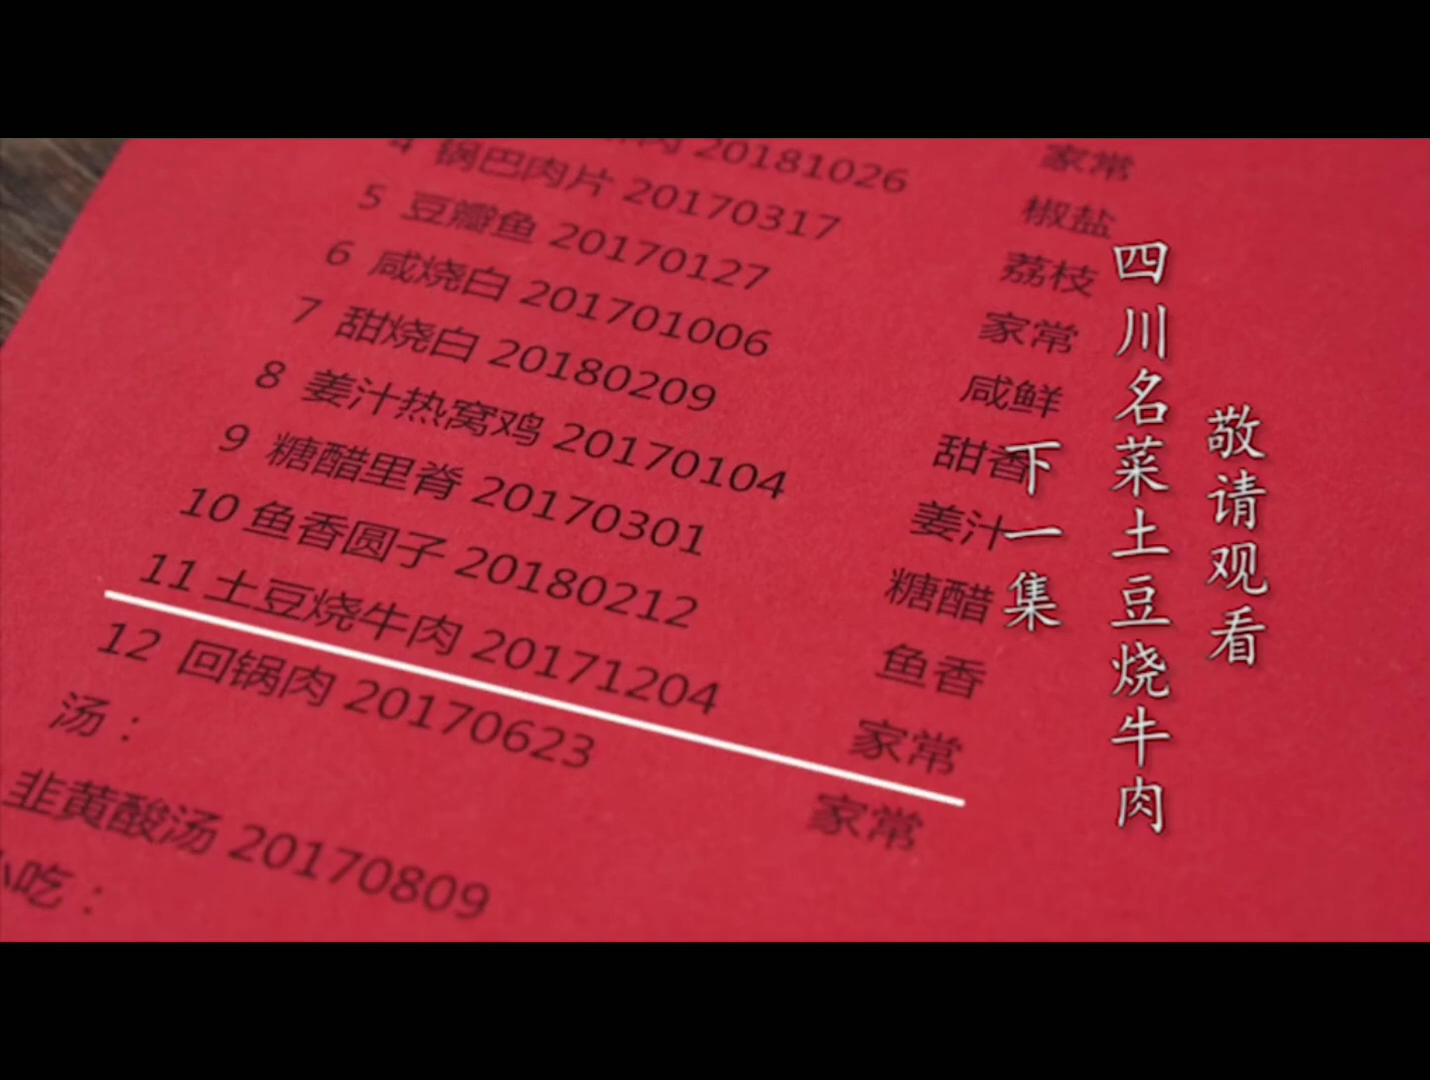 家常
肉 20181026 椒盐
4 锅巴肉片 20170317 荔枝
5 豆瓣鱼 20170127 家常
6 咸烧白 201701006 咸鲜
7 甜烧白 20180209 甜香
8 姜汁热窝鸡 20170104 姜汁
9 糖醋里脊 20170301 糖醋
10 鱼香圆子 20180212 鱼香
11 土豆烧牛肉 20171204 家常
12 回锅肉 20170623 家常
汤：
韭黄酸汤 20170809
小吃：
敬请观看
四川名菜土豆烧牛肉
下一集